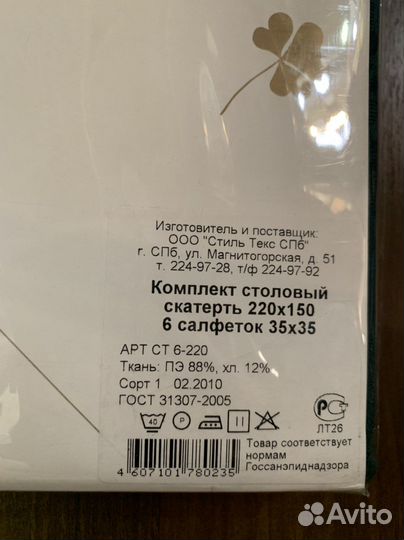 Изготовитель и поставщик:
ООО "Стиль Текс СПб"
г. СПб, ул. Магнитогорская, д. 51
т. 224-97-28, т/ф 224-97-92
Комплект столовый
скатерть 220х150
6 салфеток 35х35
АРТ СТ 6-220
Ткань: ПЭ 88%, хл. 12%
Сорт 1 02.2010
ГОСТ 31307-2005
40 Р
РС
ЛТ26
Товар соответствует
нормам
Госсанэпиднадзора
4 607101 780235
Avito